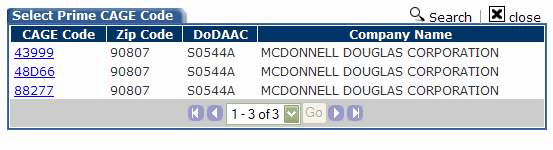 Select Prime CAGE Code Search | close
CAGE Code Zip Code DoDAAC Company Name
43999 90807 S0544A MCDONNELL DOUGLAS CORPORATION
48D66 90807 S0544A MCDONNELL DOUGLAS CORPORATION
88277 90807 S0544A MCDONNELL DOUGLAS CORPORATION
1 - 3 of 3 Go